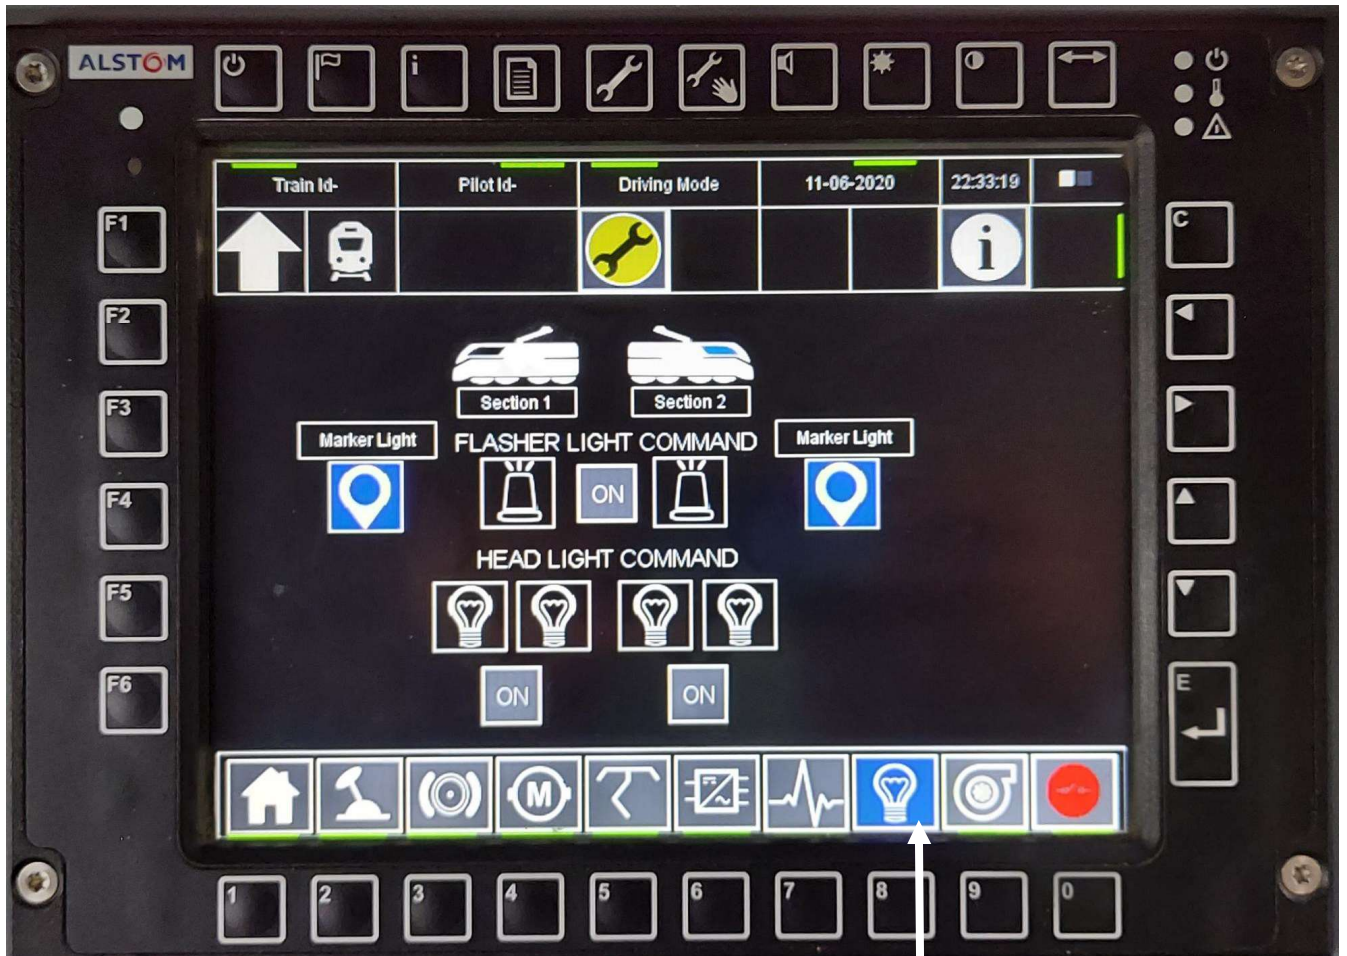 ALSTOM
i
Train Id-
Pilot Id-
Driving Mode
11-06-2020
22:33:19
F1
C
i
F2
Section 1
Section 2
F3
Marker Light
FLASHER LIGHT COMMAND
Marker Light
F4
ON
HEAD LIGHT COMMAND
F5
F6
ON
ON
E
M
1
2
3
4
5
6
7
8
9
0